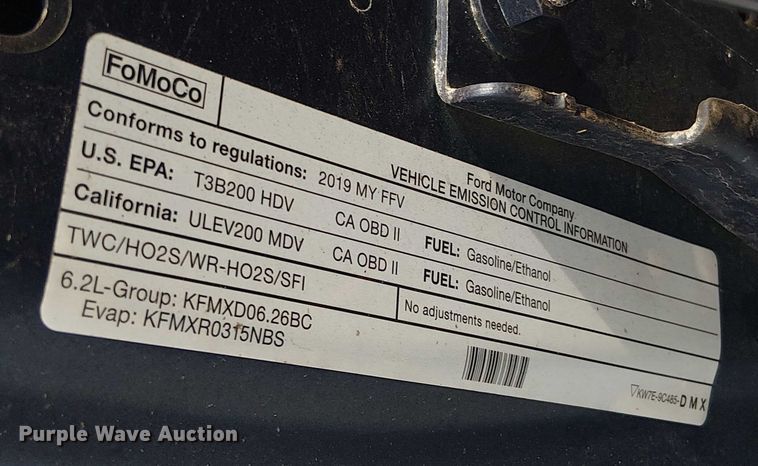 FoMoCo
Ford Motor Company
VEHICLE EMISSION CONTROL INFORMATION
Conforms to regulations: 2019 MY FFV
U.S. EPA: T3B200 HDV CA OBD II FUEL: Gasoline/Ethanol
California: ULEV200 MDV CA OBD II FUEL: Gasoline/Ethanol
TWC/HO2S/WR-HO2S/SFI
No adjustments needed.
6.2L-Group: KFMXD06.26BC
Evap: KFMXR0315NBS
KW7E-9C485-DMX
Purple Wave Auction